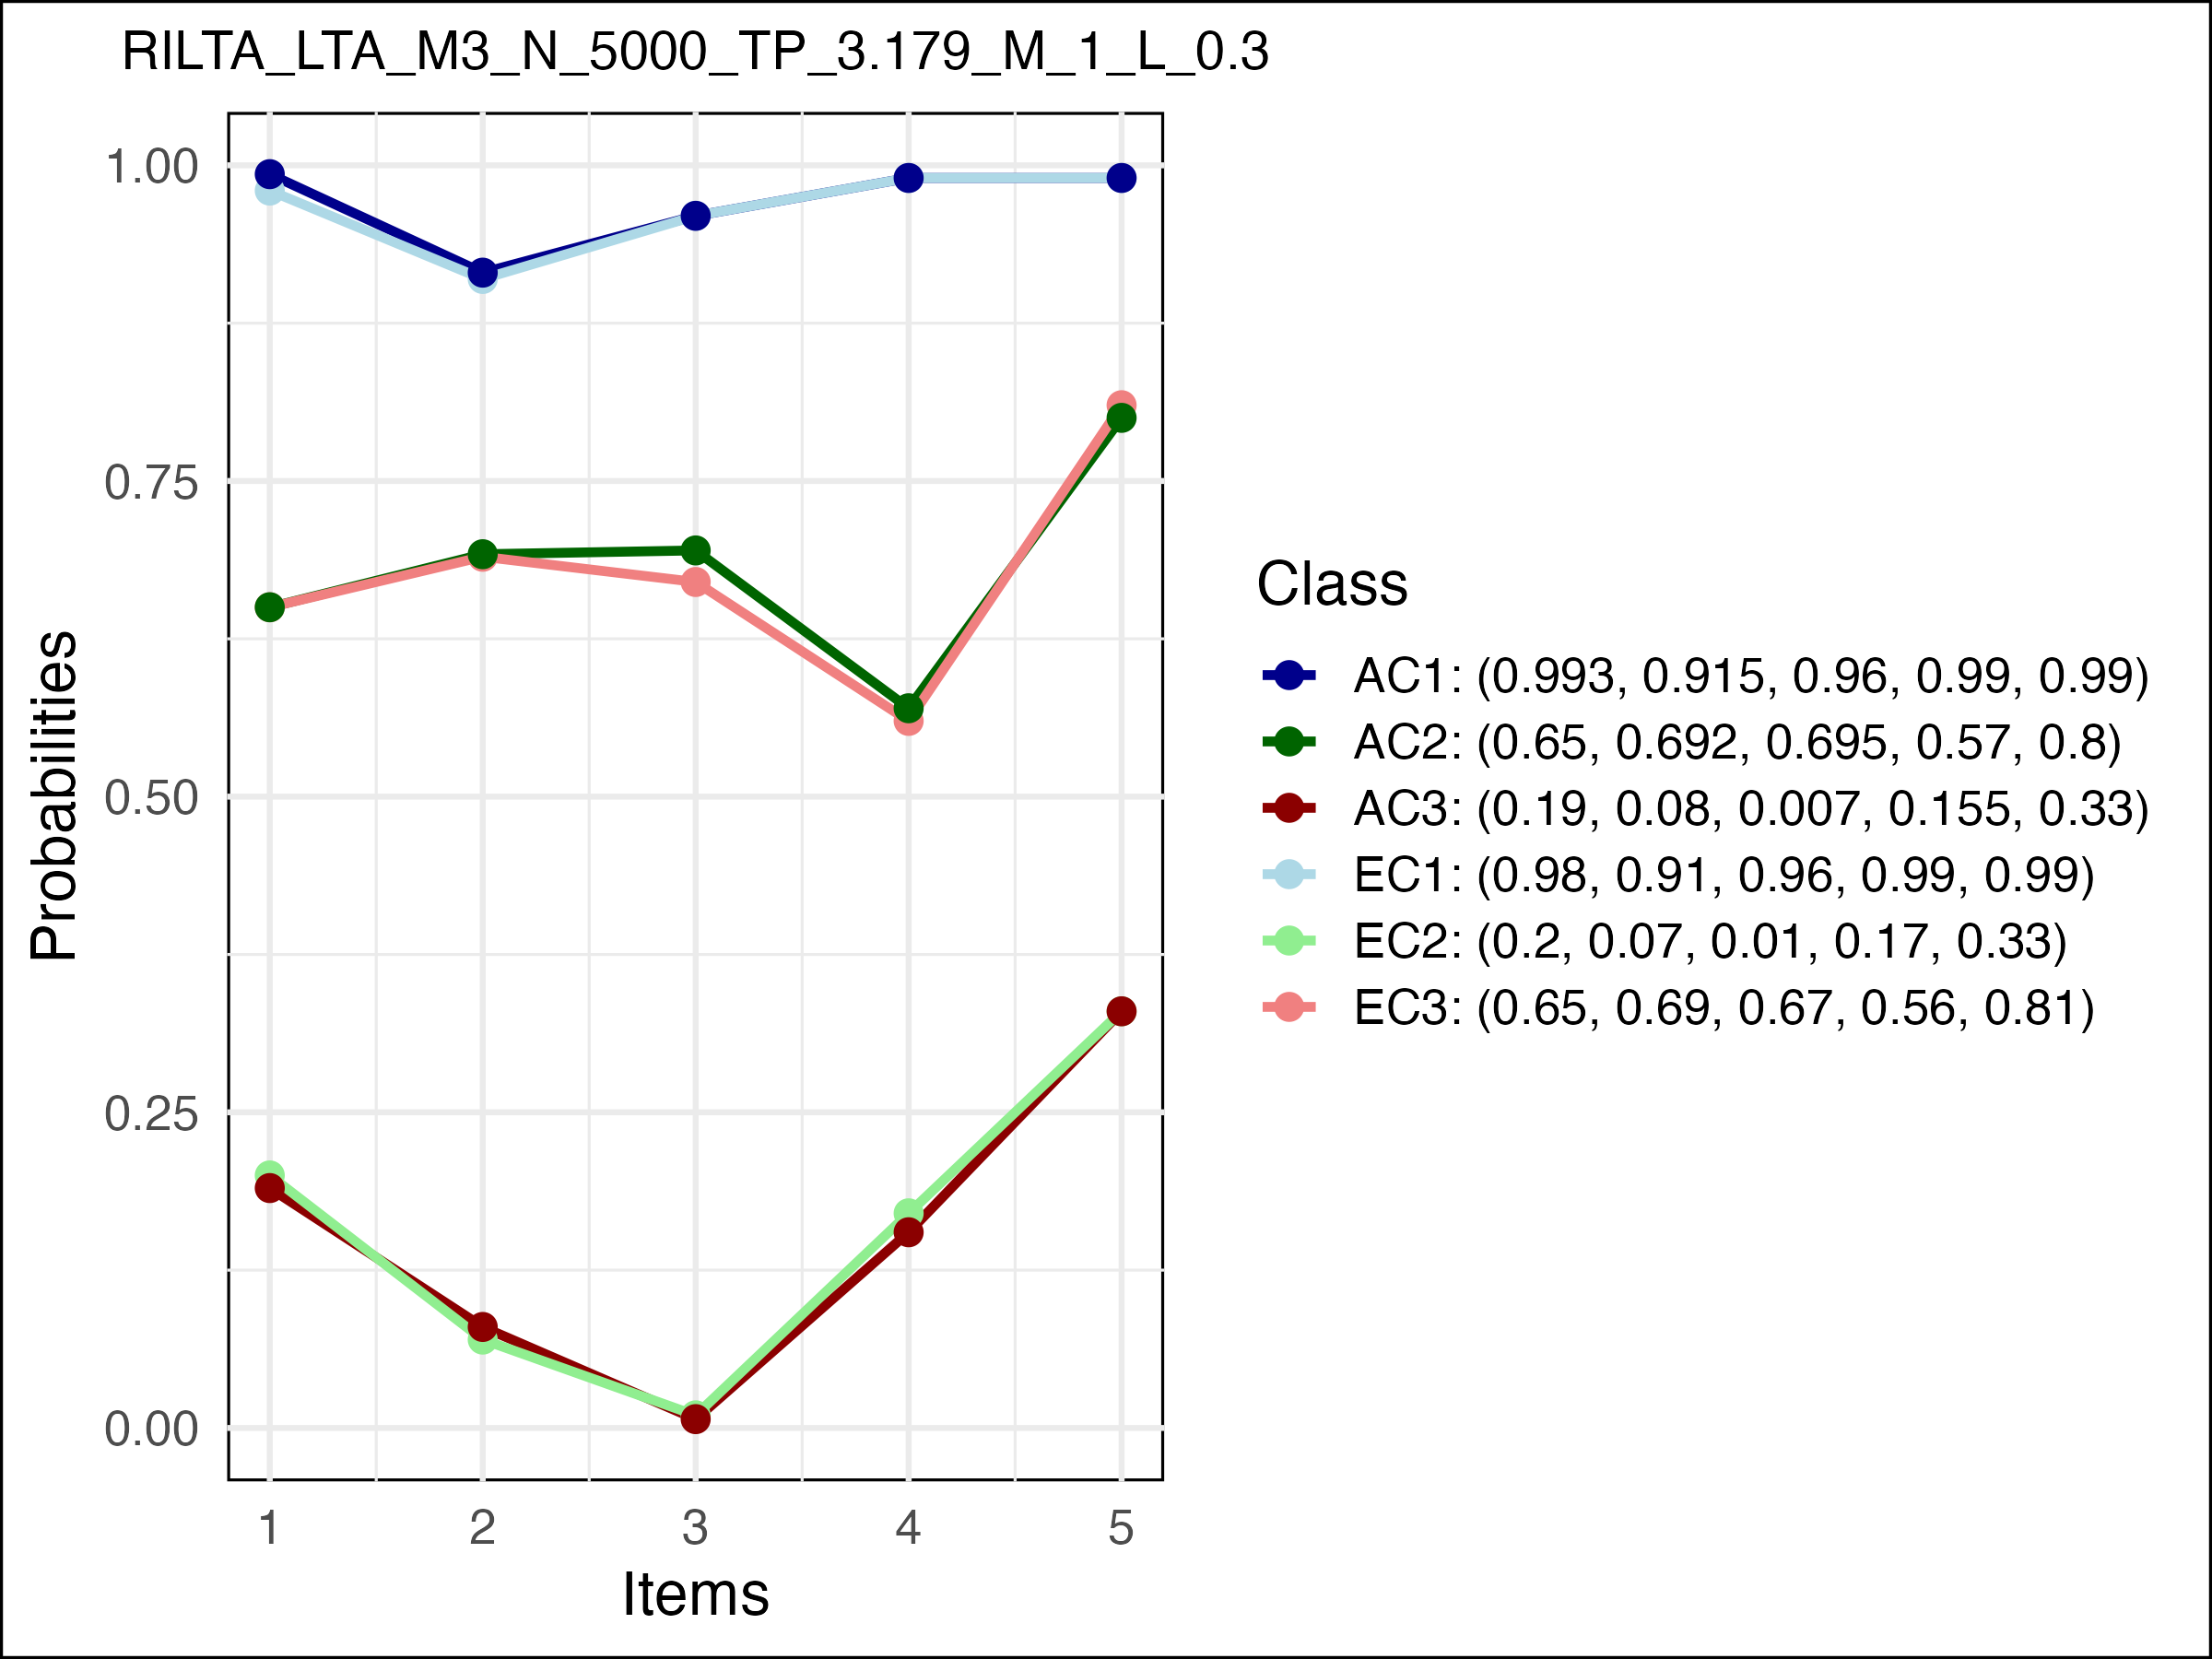 RILTA_LTA_M3_N_5000_TP_3.179_M_1_L_0.3
1.00
0.75
0.50
0.25
0.00
Probabilities
1 2 3 4 5
Items
Class
AC1: (0.993, 0.915, 0.96, 0.99, 0.99)
AC2: (0.65, 0.692, 0.695, 0.57, 0.8)
AC3: (0.19, 0.08, 0.007, 0.155, 0.33)
EC1: (0.98, 0.91, 0.96, 0.99, 0.99)
EC2: (0.2, 0.07, 0.01, 0.17, 0.33)
EC3: (0.65, 0.69, 0.67, 0.56, 0.81)